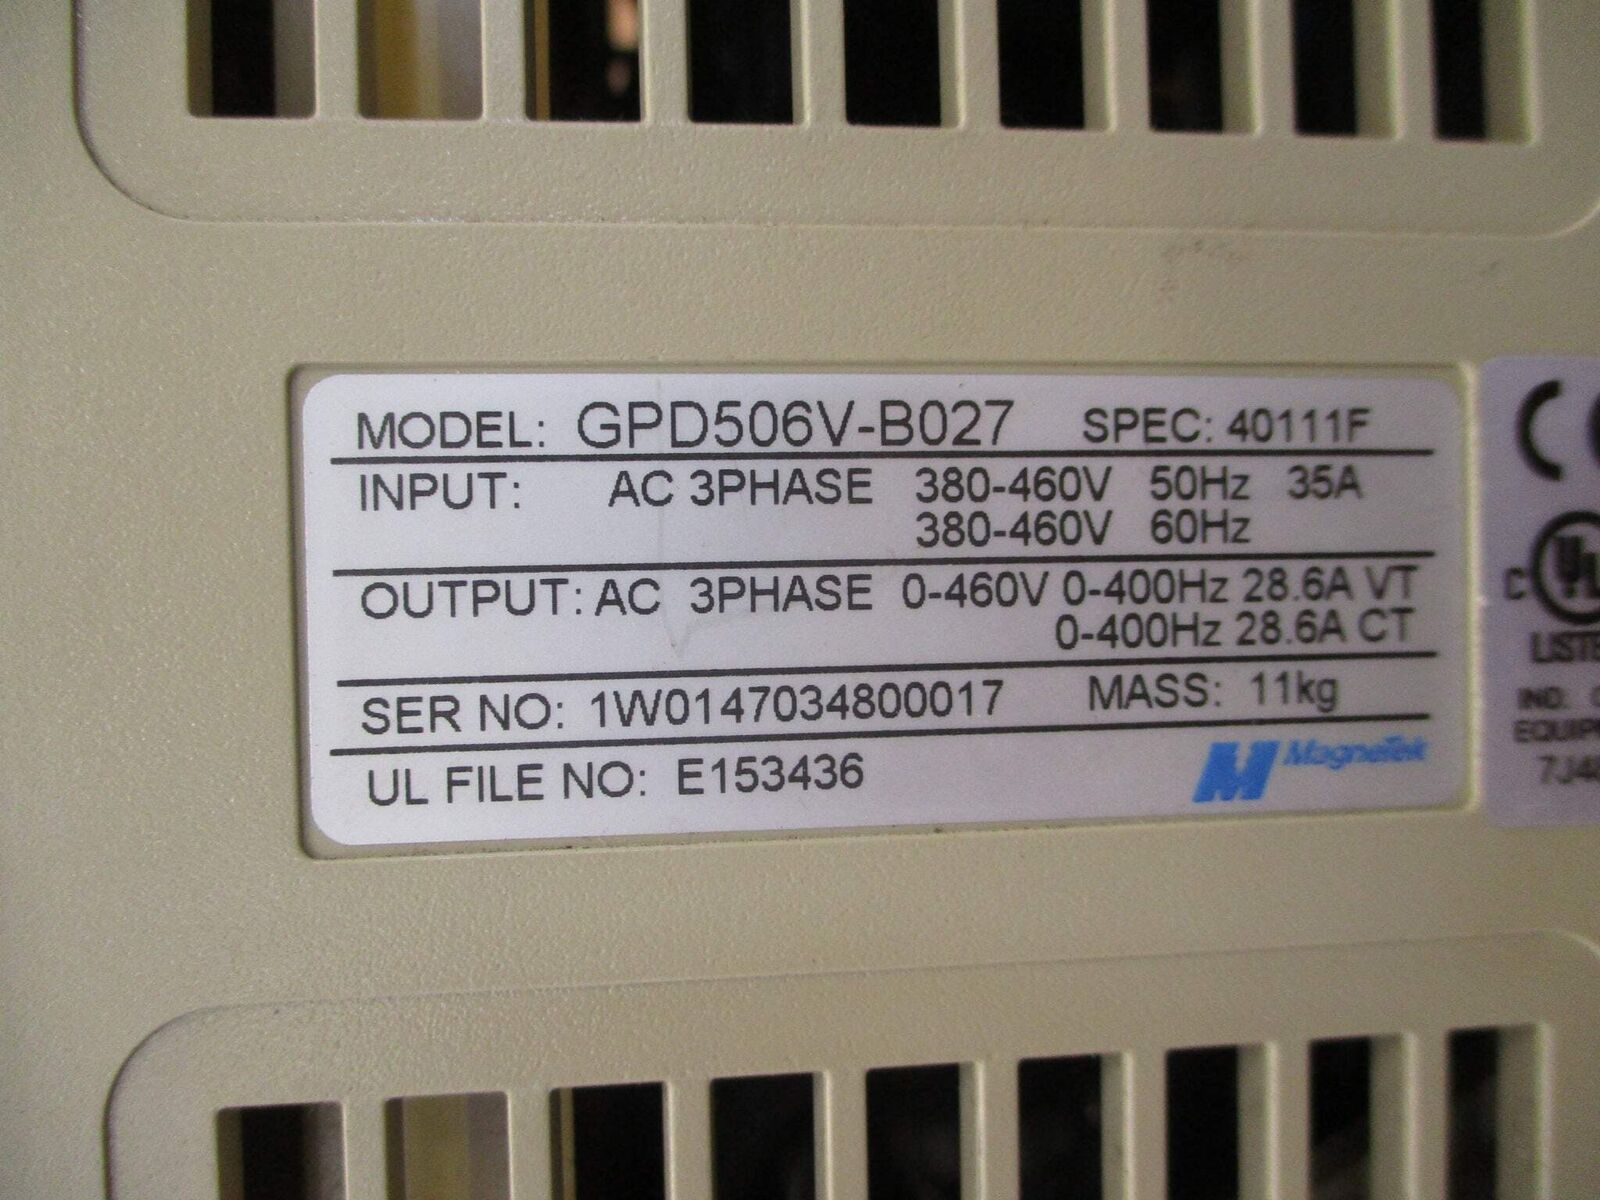 MODEL: GPD506V-B027 SPEC: 40111F
INPUT: AC 3PHASE 380-460V 50Hz 35A
380-460V 60Hz
OUTPUT: AC 3PHASE 0-460V 0-400Hz 28.6A VT
0-400Hz 28.6A CT
SER NO: 1W0147034800017 MASS: 11kg
UL FILE NO: E153436
MagneTek
C
C UL
IND.